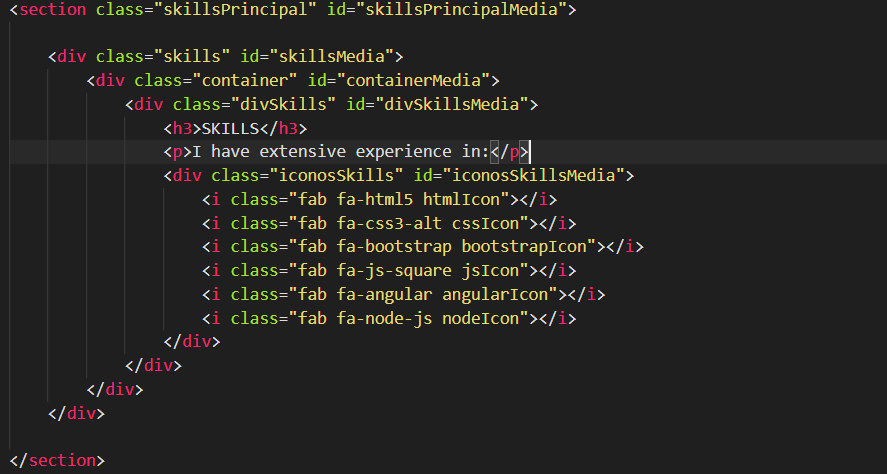 <section class="skillsPrincipal" id="skillsPrincipalMedia">
<div class="skills" id="skillsMedia">
<div class="container" id="containerMedia">
<div class="divSkills" id="divSkillsMedia">
<h3>SKILLS</h3>
<p>I have extensive experience in:</p>
<div class="iconosSkills" id="iconosSkillsMedia">
<i class="fab fa-html5 htmlIcon"></i>
<i class="fab fa-css3-alt cssIcon"></i>
<i class="fab fa-bootstrap bootstrapIcon"></i>
<i class="fab fa-js-square jsIcon"></i>
<i class="fab fa-angular angularIcon"></i>
<i class="fab fa-node-js nodeIcon"></i>
</div>
</div>
</div>
</div>
</section>